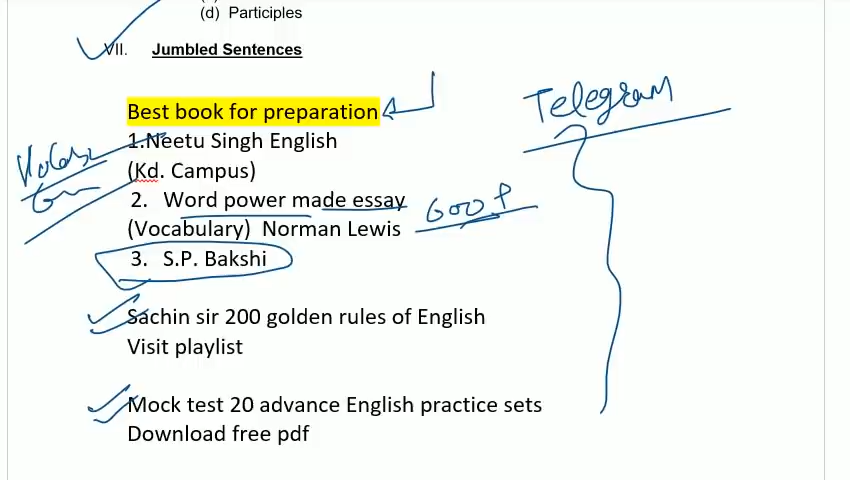 (d) Participles
VII. Jumbled Sentences
Best book for preparation
Telegram
1.Neetu Singh English
(Kd. Campus)
2. Word power made essay
600 P
(Vocabulary) Norman Lewis
3. S.P. Bakshi
Sachin sir 200 golden rules of English
Visit playlist
Mock test 20 advance English practice sets
Download free pdf